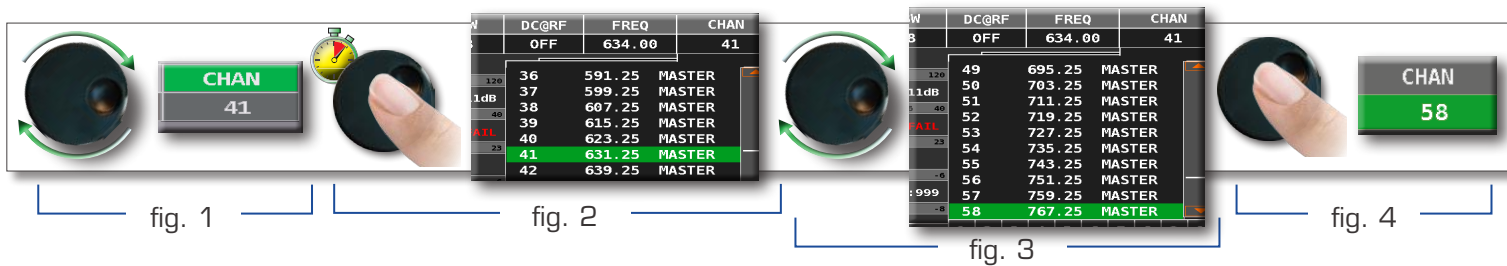 CHAN
41
W DC@RF FREQ CHAN
3 OFF 634.00 41
120
11dB
40
AIL
23
36 591.25 MASTER
37 599.25 MASTER
38 607.25 MASTER
39 615.25 MASTER
40 623.25 MASTER
41 631.25 MASTER
42 639.25 MASTER
W DC@RF FREQ CHAN
3 OFF 634.00 41
120
11dB
40
FAIL
23
-6
:999
-8
49 695.25 MASTER
50 703.25 MASTER
51 711.25 MASTER
52 719.25 MASTER
53 727.25 MASTER
54 735.25 MASTER
55 743.25 MASTER
56 751.25 MASTER
57 759.25 MASTER
58 767.25 MASTER
CHAN
58
fig. 1
fig. 2
fig. 3
fig. 4